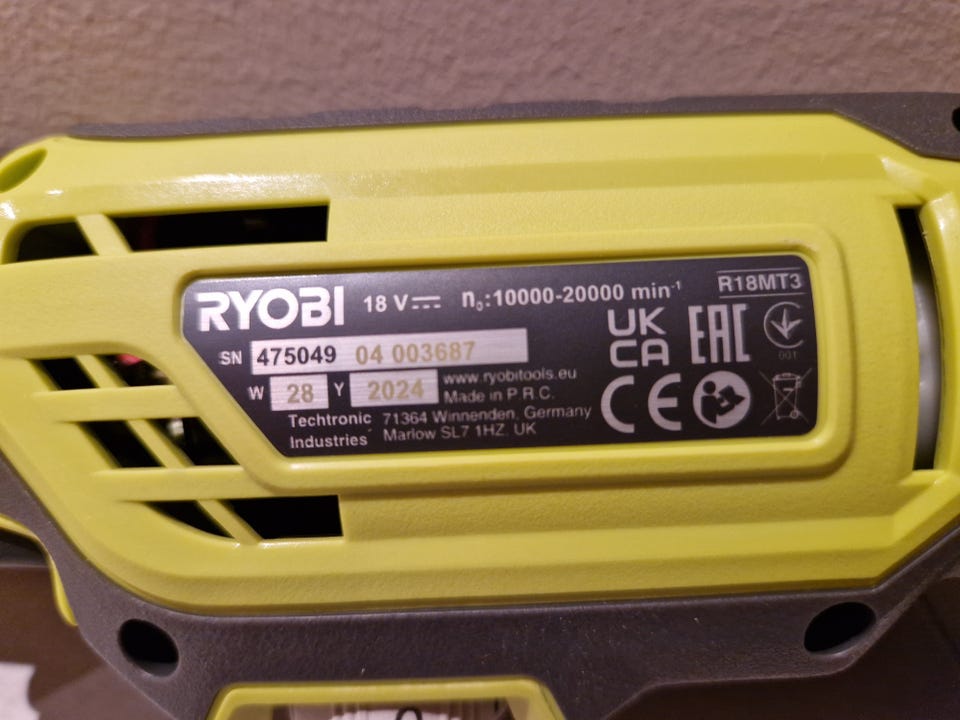 RYOBI 18 V n₀:10000-20000 min⁻¹ R18MT3
SN 475049 04 003687
W 28 Y 2024 www.ryobitools.eu
Made in P.R.C.
Techtronic Industries
71364 Winnenden, Germany
Marlow SL7 1HZ, UK
UK CA
EAC
001
CE